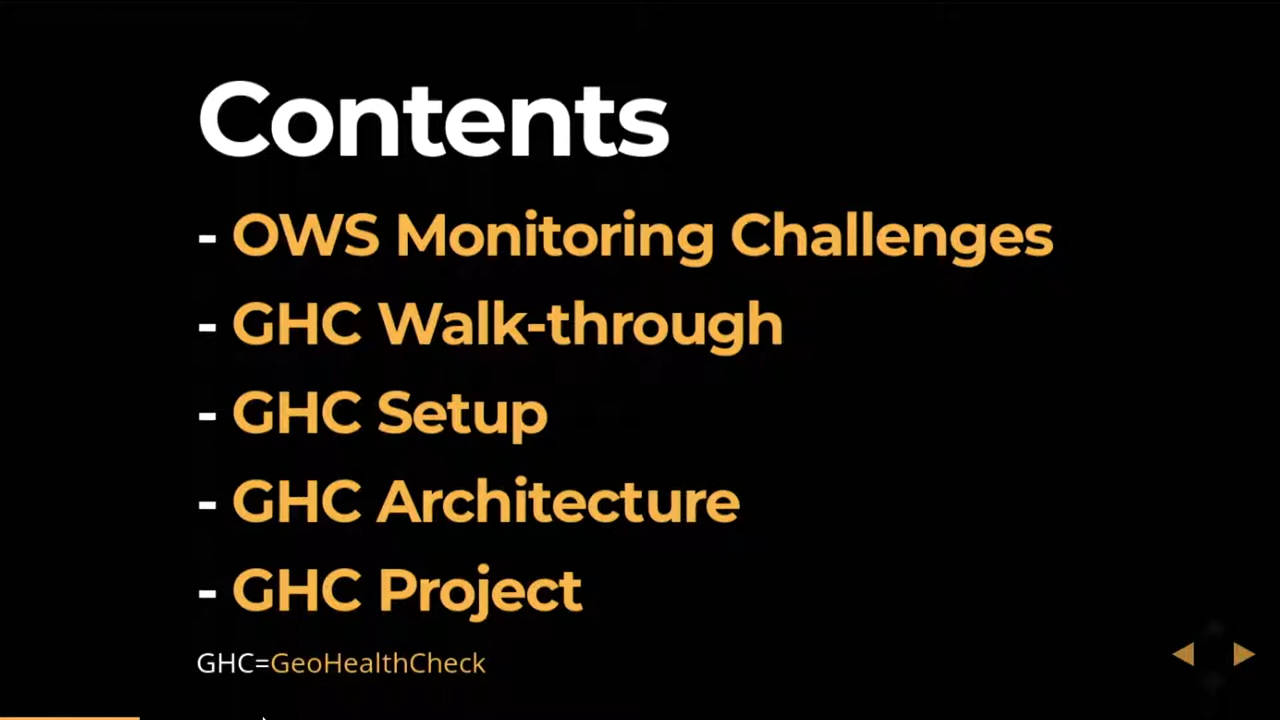 Contents
- OWS Monitoring Challenges
- GHC Walk-through
- GHC Setup
- GHC Architecture
- GHC Project
GHC=GeoHealthCheck